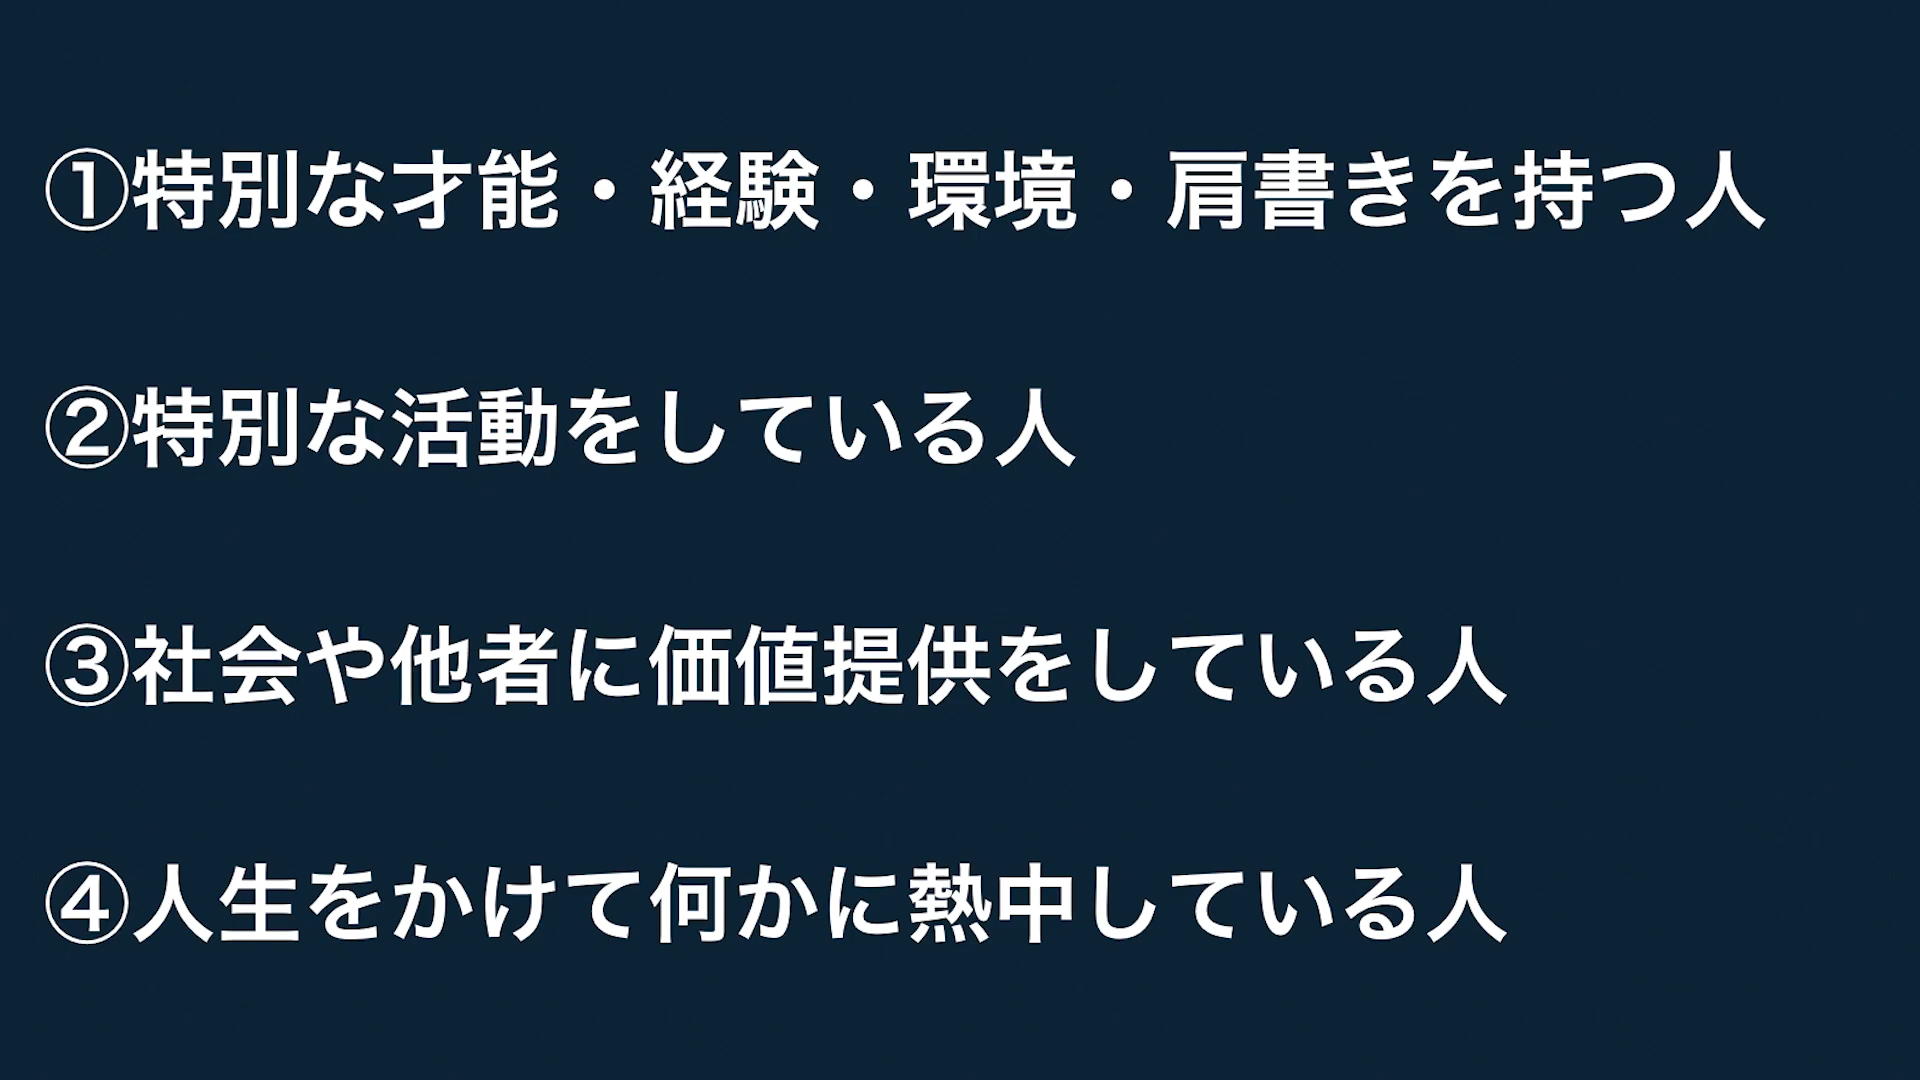 ①特別な才能・経験・環境・肩書きを持つ人
②特別な活動をしている人
③社会や他者に価値提供をしている人
④人生をかけて何かに熱中している人